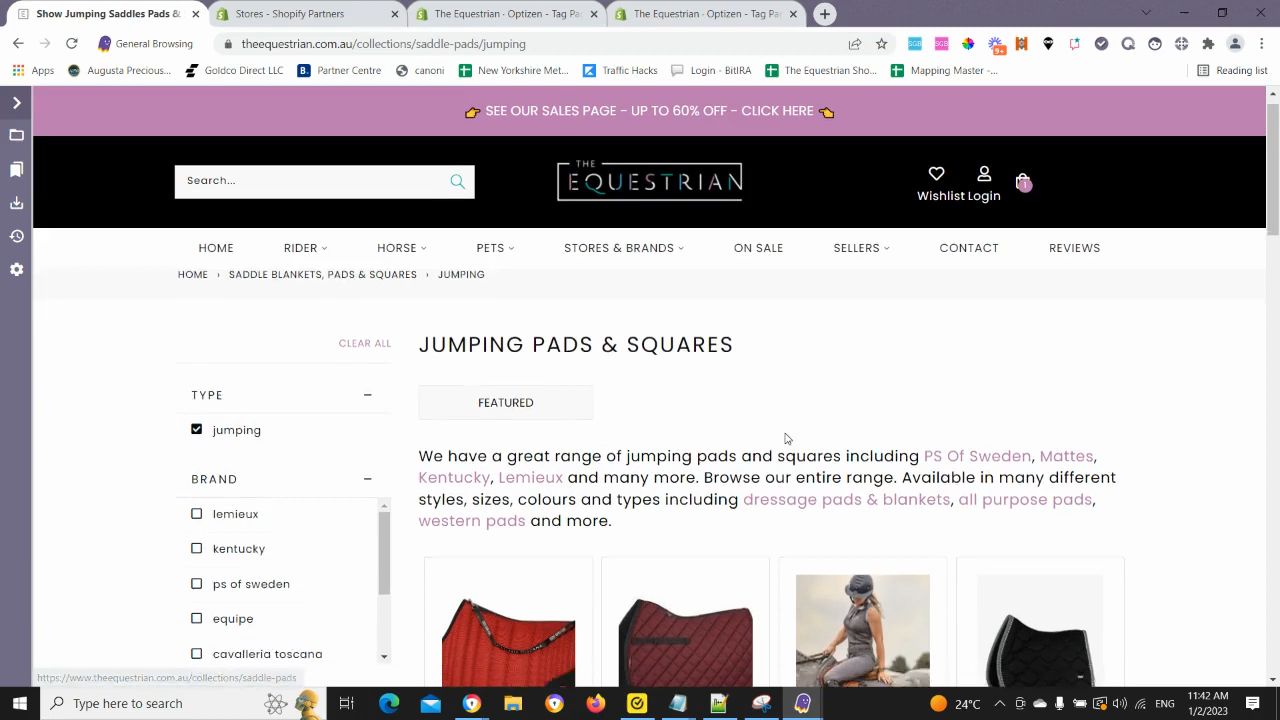 Show Jumping Saddles Pads &
Stores - Shopify Partners
The Equestrian - Optizen - Tag Pag
The Equestrian - Optizen - Tag Pa
General Browsing
theequestrian.com.au/collections/saddle-pads/jumping
Apps
Augusta Precious...
Goldco Direct LLC
Partner Centre
canoni
New Yorkshire Met...
Traffic Hacks
Login - BitIRA
The Equestrian Sho...
Mapping Master-...
Reading list
👉 SEE OUR SALES PAGE - UP TO 60% OFF - CLICK HERE 👈
Search...
THE
EQUESTRIAN
Wishlist Login
1
HOME
RIDER
HORSE
PETS
STORES & BRANDS
ON SALE
SELLERS
CONTACT
REVIEWS
HOME › SADDLE BLANKETS, PADS & SQUARES › JUMPING
CLEAR ALL
TYPE
jumping
BRAND
lemieux
kentucky
ps of sweden
equipe
cavalleria toscana
JUMPING PADS & SQUARES
FEATURED
We have a great range of jumping pads and squares including PS Of Sweden, Mattes,
Kentucky, Lemieux and many more. Browse our entire range. Available in many different
styles, sizes, colours and types including dressage pads & blankets, all purpose pads,
western pads and more.
https://www.theequestrian.com.au/collections/saddle-pads
Type here to search
24°C
ENG
11:42 AM
1/2/2023